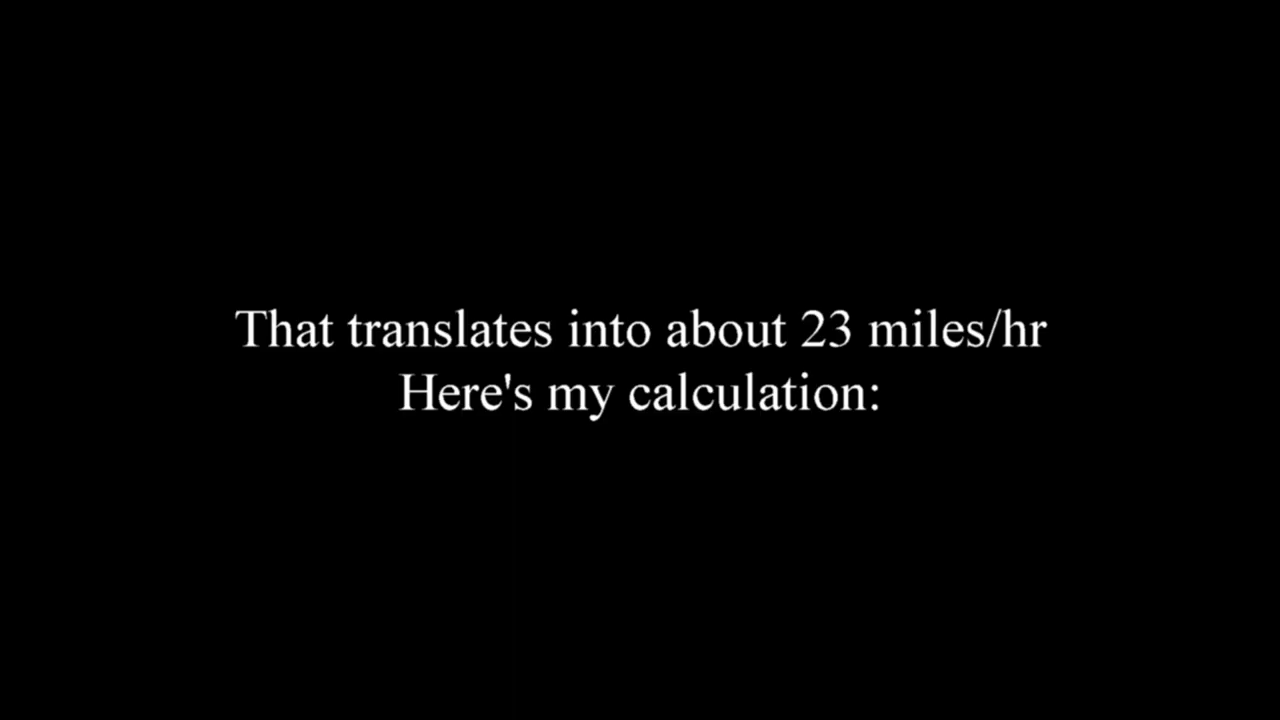 That translates into about 23 miles/hr
Here's my calculation: